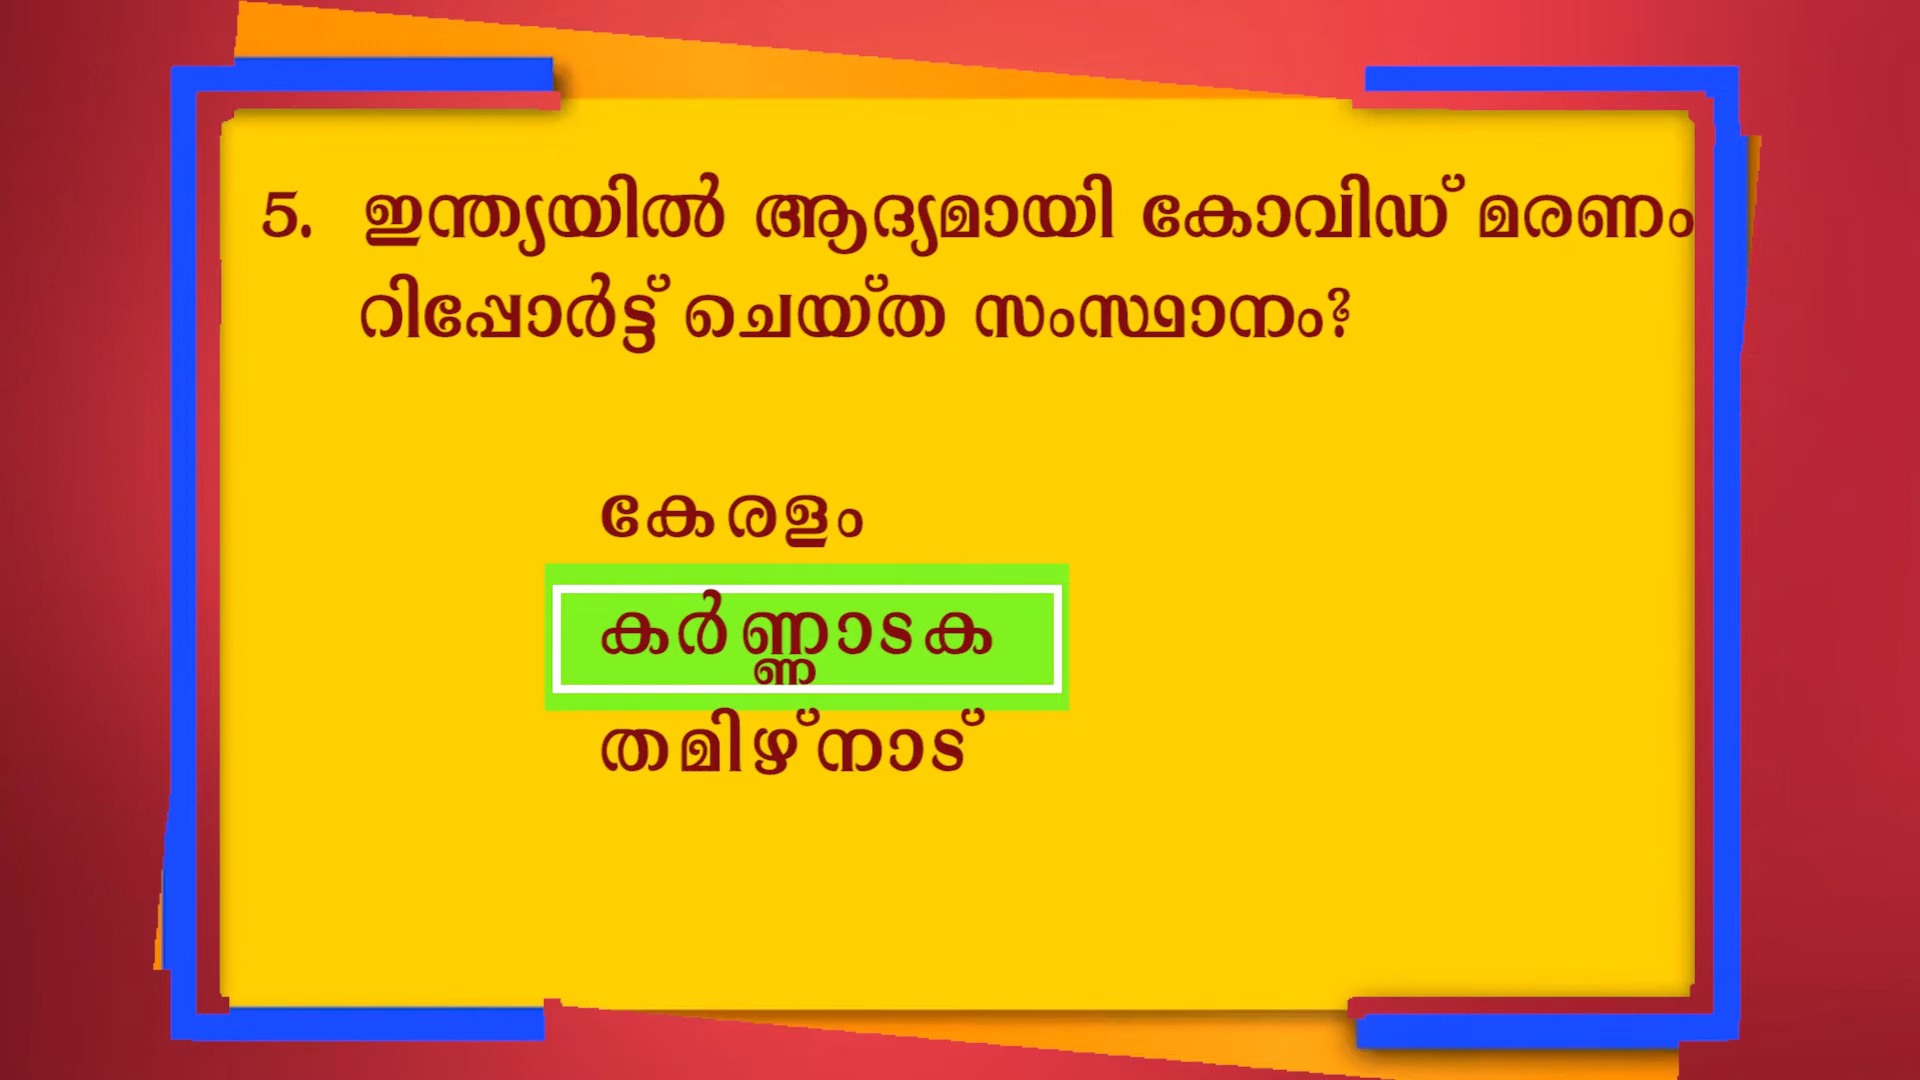 5. ഇന്ത്യയിൽ ആദ്യമായി കോവിഡ് മരണം
റിപ്പോർട്ട് ചെയ്ത സംസ്ഥാനം?
കേരളം
കർണ്ണാടക
തമിഴ്നാട്